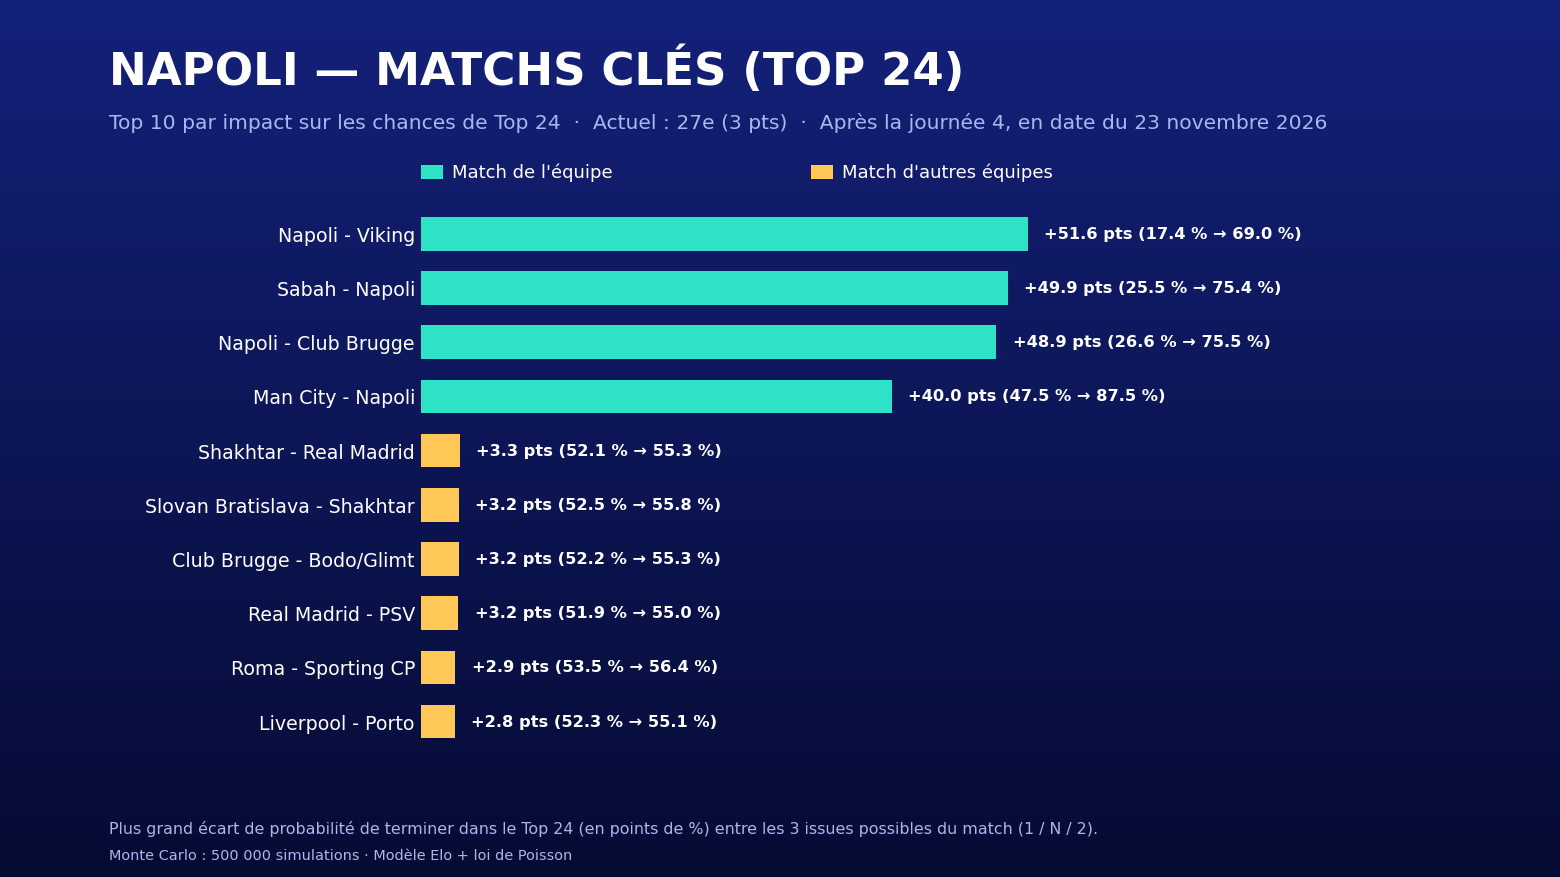 NAPOLI — MATCHS CLÉS (TOP 24)
Top 10 par impact sur les chances de Top 24 · Actuel : 27e (3 pts) · Après la journée 4, en date du 23 novembre 2026
Match de l'équipe
Match d'autres équipes
Napoli - Viking +51.6 pts (17.4 % → 69.0 %)
Sabah - Napoli +49.9 pts (25.5 % → 75.4 %)
Napoli - Club Brugge +48.9 pts (26.6 % → 75.5 %)
Man City - Napoli +40.0 pts (47.5 % → 87.5 %)
Shakhtar - Real Madrid +3.3 pts (52.1 % → 55.3 %)
Slovan Bratislava - Shakhtar +3.2 pts (52.5 % → 55.8 %)
Club Brugge - Bodo/Glimt +3.2 pts (52.2 % → 55.3 %)
Real Madrid - PSV +3.2 pts (51.9 % → 55.0 %)
Roma - Sporting CP +2.9 pts (53.5 % → 56.4 %)
Liverpool - Porto +2.8 pts (52.3 % → 55.1 %)
Plus grand écart de probabilité de terminer dans le Top 24 (en points de %) entre les 3 issues possibles du match (1 / N / 2).
Monte Carlo : 500 000 simulations · Modèle Elo + loi de Poisson